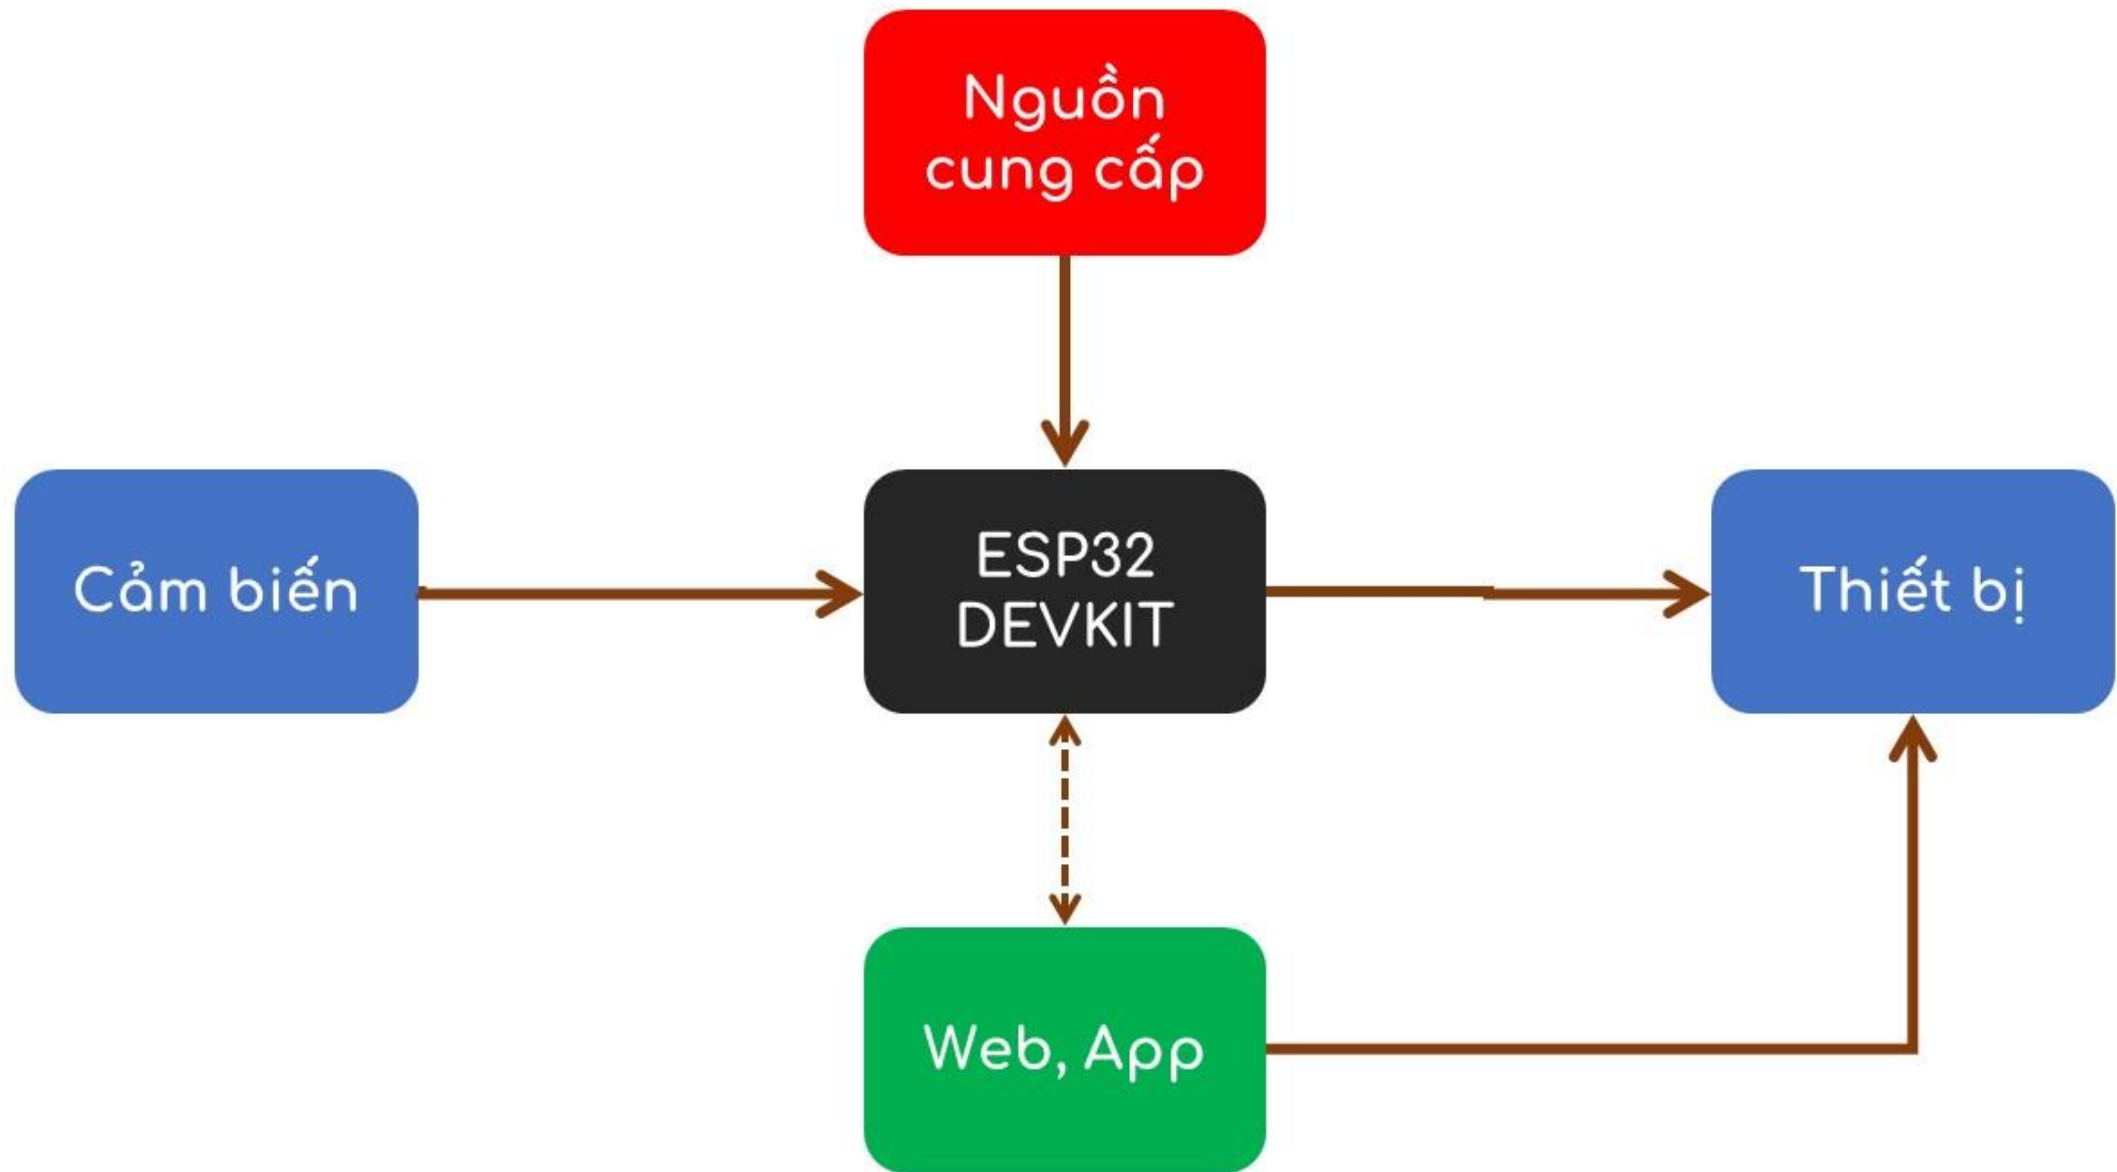 Nguồn
cung cấp
Cảm biến
ESP32
DEVKIT
Thiết bị
Web, App